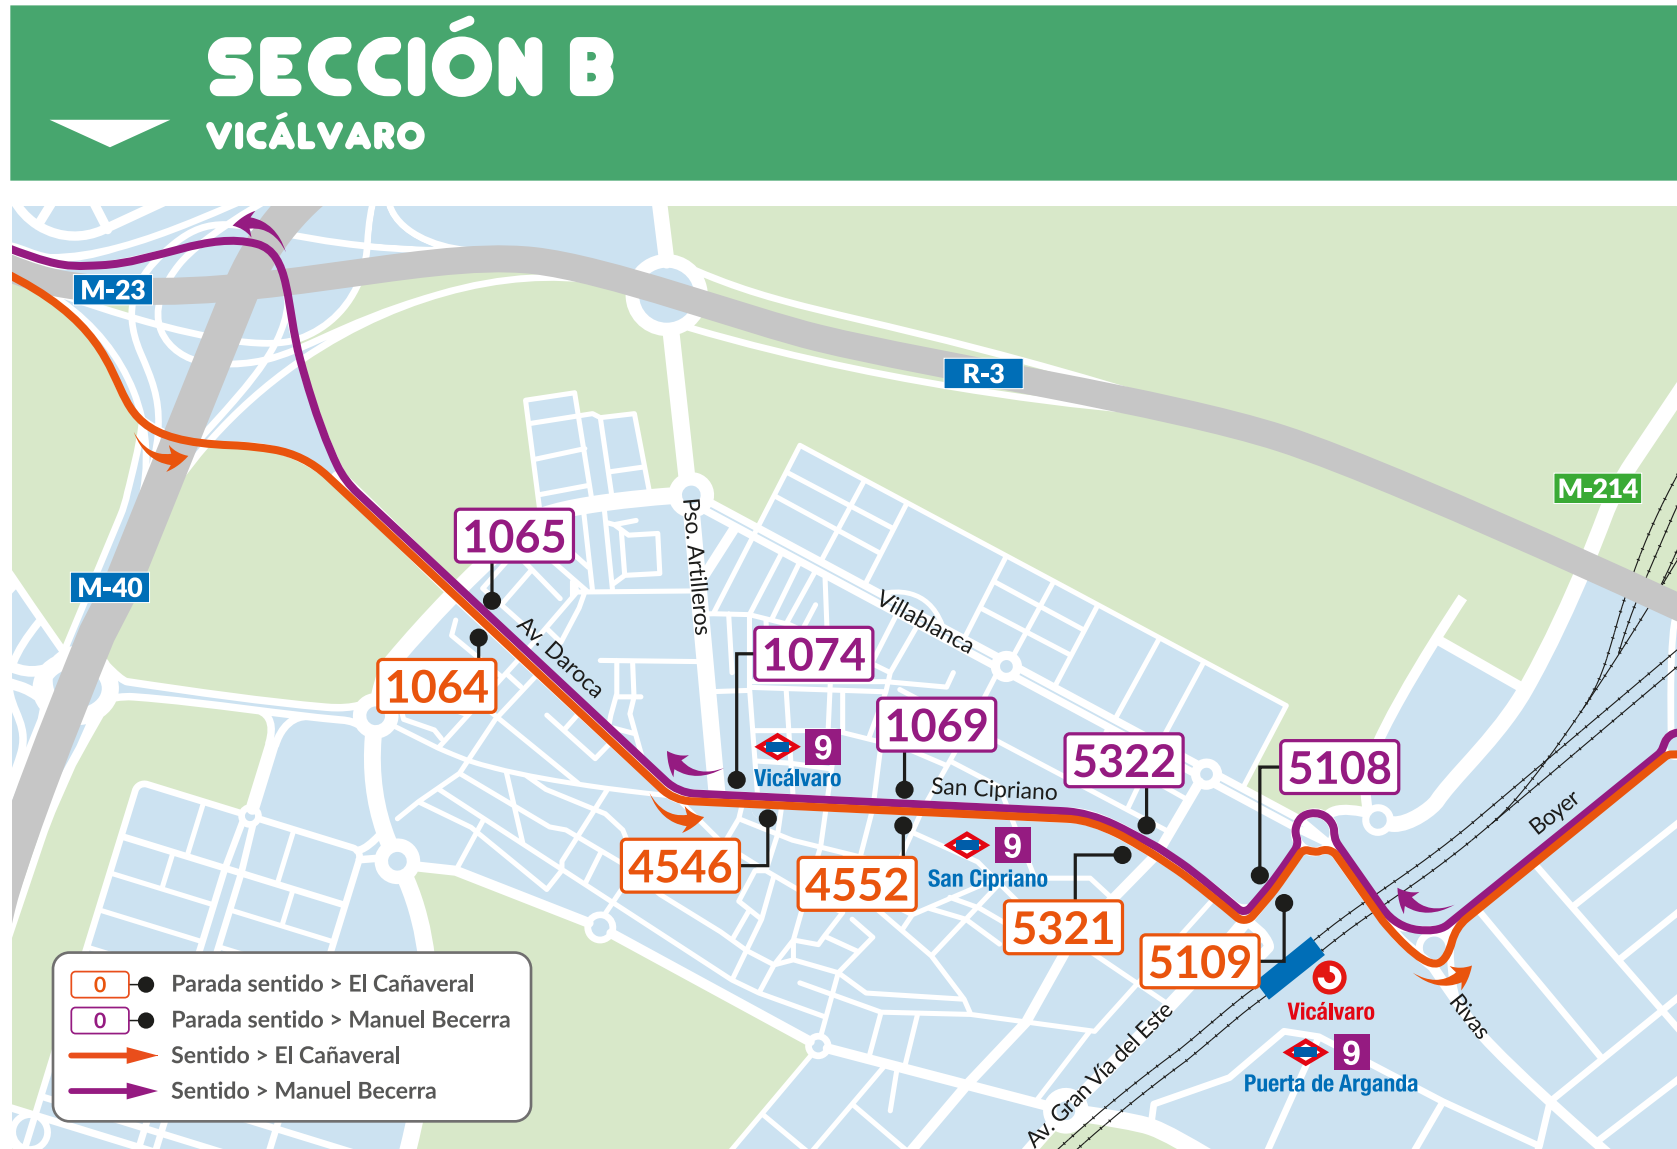 SECCIÓN B
VICÁLVARO
M-23
R-3
M-214
M-40
1065
Pso. Artilleros
Villablanca
Av. Daroca
1064
1074
1069
9
Vicálvaro
San Cipriano
5322
5108
Boyer
4546
4552
9
San Cipriano
5321
5109
Vicálvaro
Rivas
9
Puerta de Arganda
Av. Gran Vía del Este
0 Parada sentido > El Cañaveral
0 Parada sentido > Manuel Becerra
Sentido > El Cañaveral
Sentido > Manuel Becerra